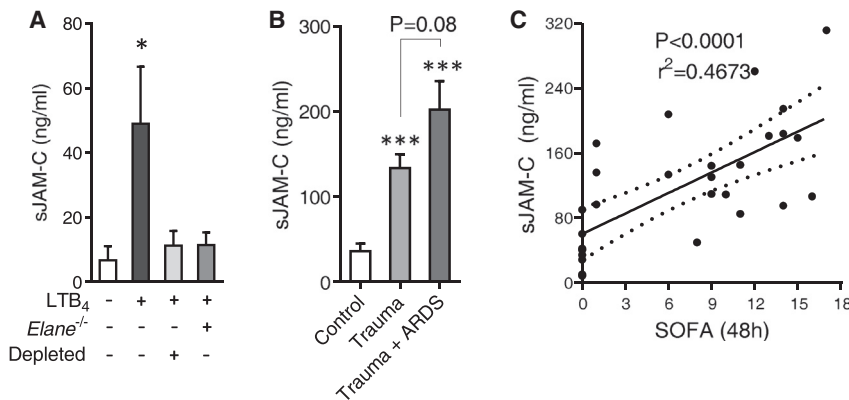 A
sJAM-C (ng/ml)
80
60
40
20
0
*
LTB4 - + + +
Elane-/- - - - +
Depleted - - + -
B
sJAM-C (ng/ml)
300
200
100
0
P=0.08
***
***
Control
Trauma
Trauma + ARDS
C
sJAM-C (ng/ml)
320
240
160
80
0
P<0.0001
r2=0.4673
0 3 6 9 12 15 18
SOFA (48h)